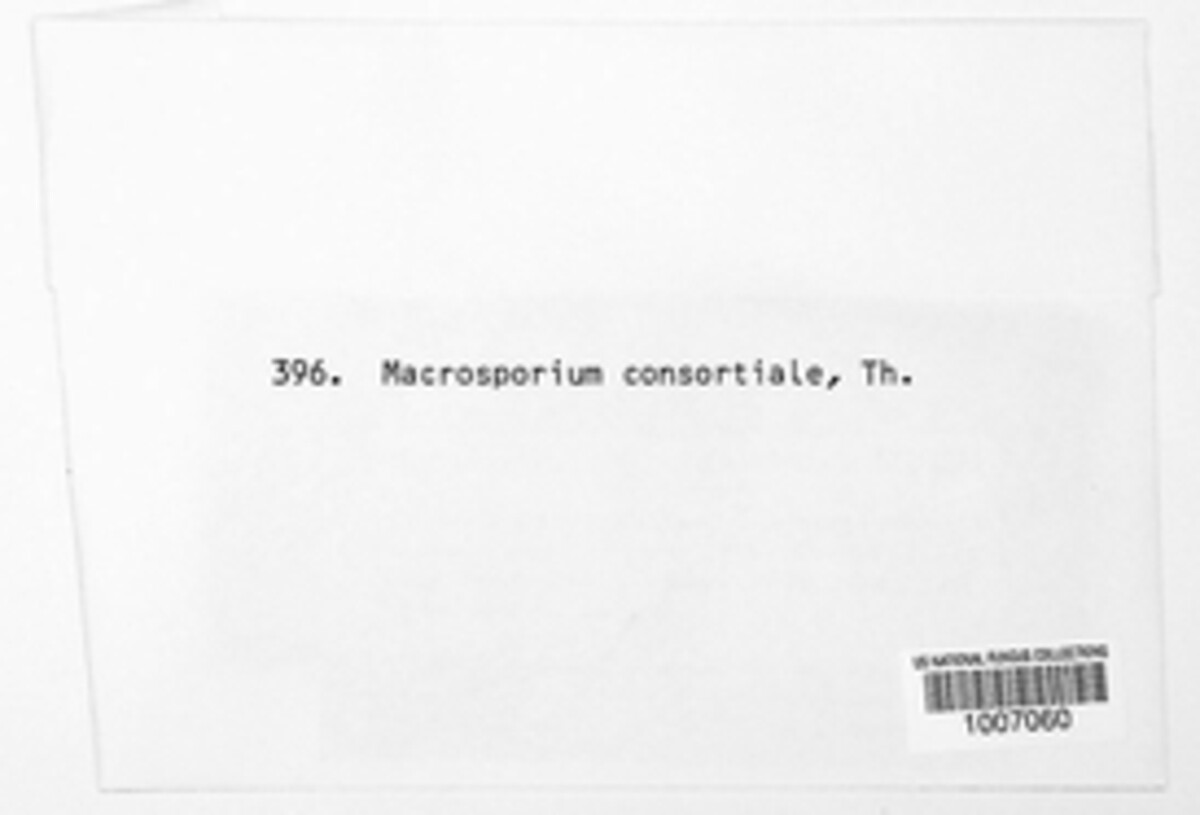 396. Macrosporium consortiale, Th.
US NATIONAL FUNGUS COLLECTIONS
1007060